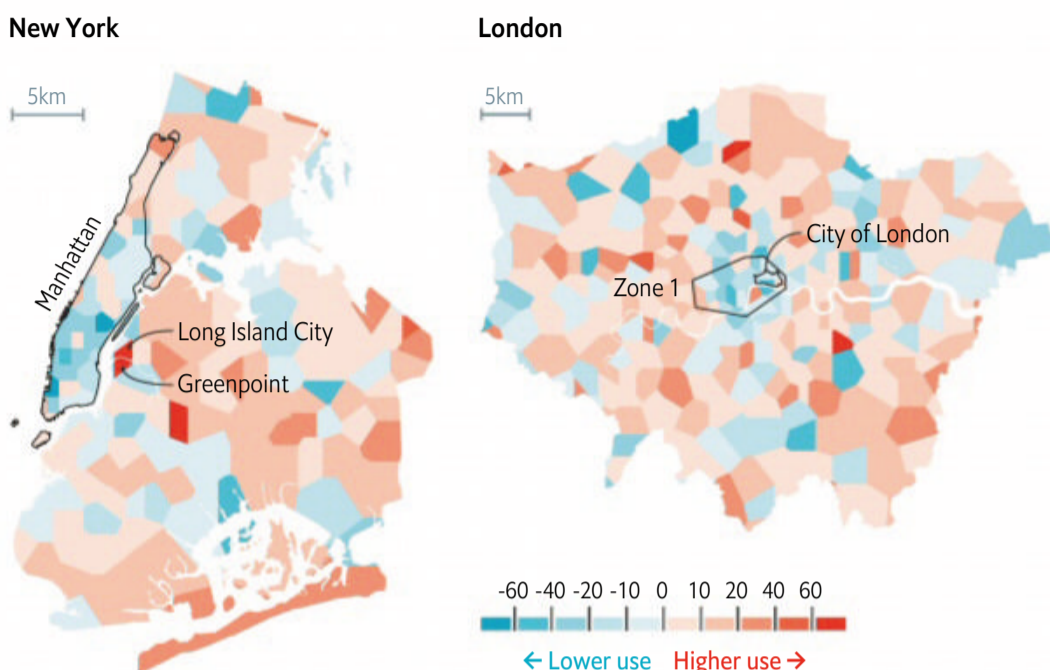 New York
London
5km
5km
Manhattan
City of London
Zone 1
Long Island City
Greenpoint
-60 -40 -20 -10 0 10 20 40 60
← Lower use Higher use →